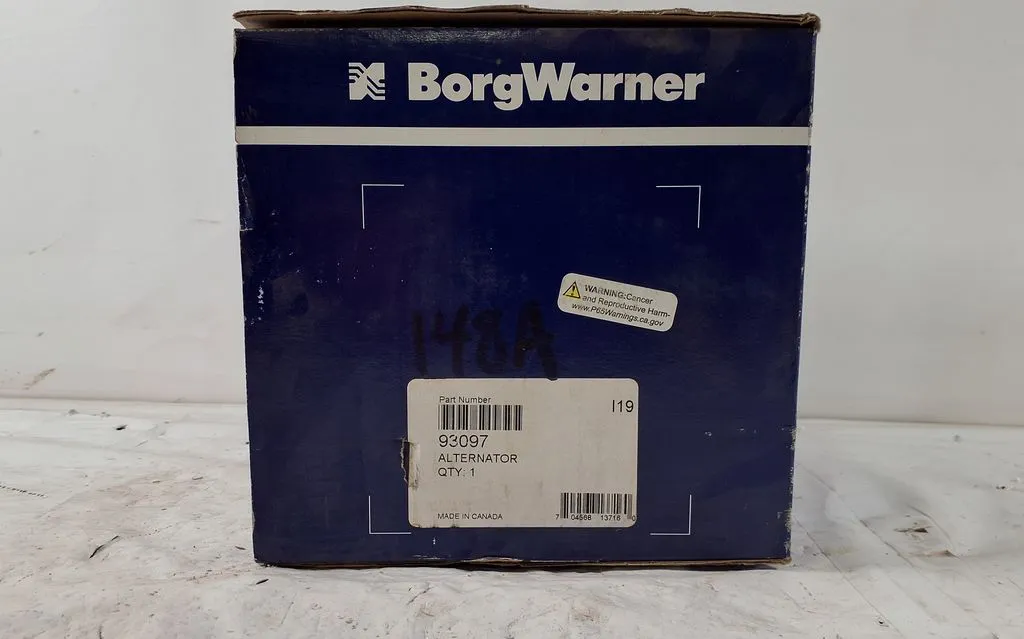 BorgWarner
WARNING:Cancer
and Reproductive Harm-
www.P65Warnings.ca.gov
148A
Part Number
I19
93097
ALTERNATOR
QTY: 1
MADE IN CANADA
7 04568 13716 0